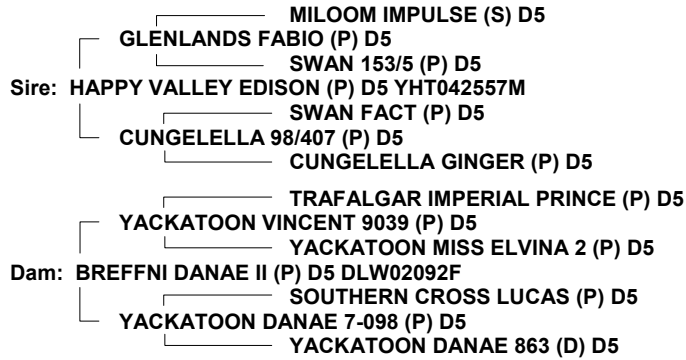 MILOOM IMPULSE (S) D5
GLENLANDS FABIO (P) D5
SWAN 153/5 (P) D5
Sire: HAPPY VALLEY EDISON (P) D5 YHT042557M
SWAN FACT (P) D5
CUNGELELLA 98/407 (P) D5
CUNGELELLA GINGER (P) D5
TRAFALGAR IMPERIAL PRINCE (P) D5
YACKATOON VINCENT 9039 (P) D5
YACKATOON MISS ELVINA 2 (P) D5
Dam: BREFFNI DANAE II (P) D5 DLW02092F
SOUTHERN CROSS LUCAS (P) D5
YACKATOON DANAE 7-098 (P) D5
YACKATOON DANAE 863 (D) D5